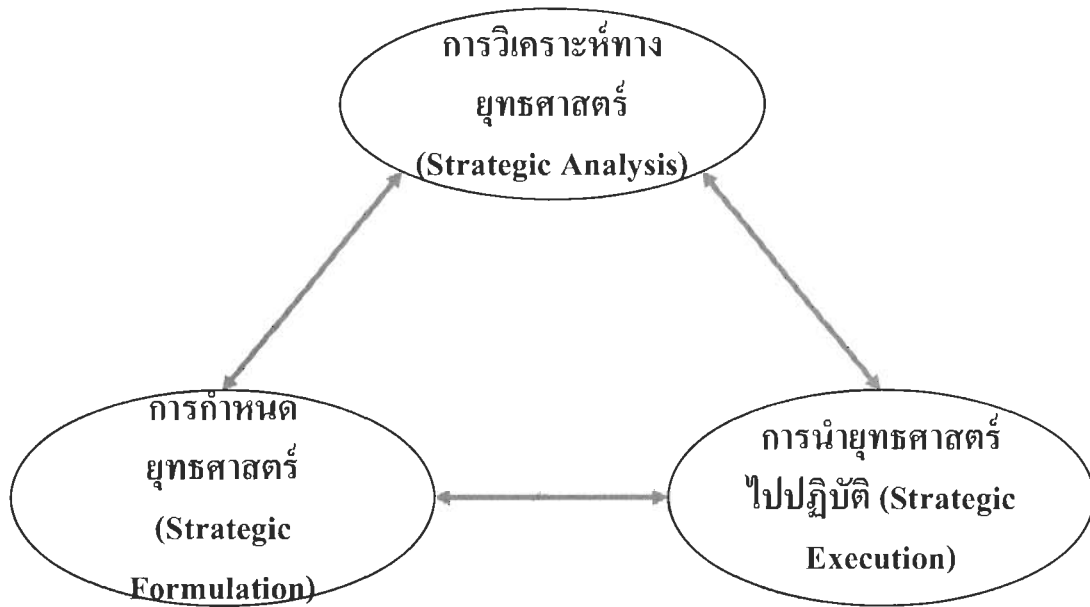 การวิเคราะห์ทาง
ยุทธศาสตร์
(Strategic Analysis)
การกำหนด
ยุทธศาสตร์
(Strategic
Formulation)
การนำยุทธศาสตร์
ไปปฏิบัติ (Strategic
Execution)